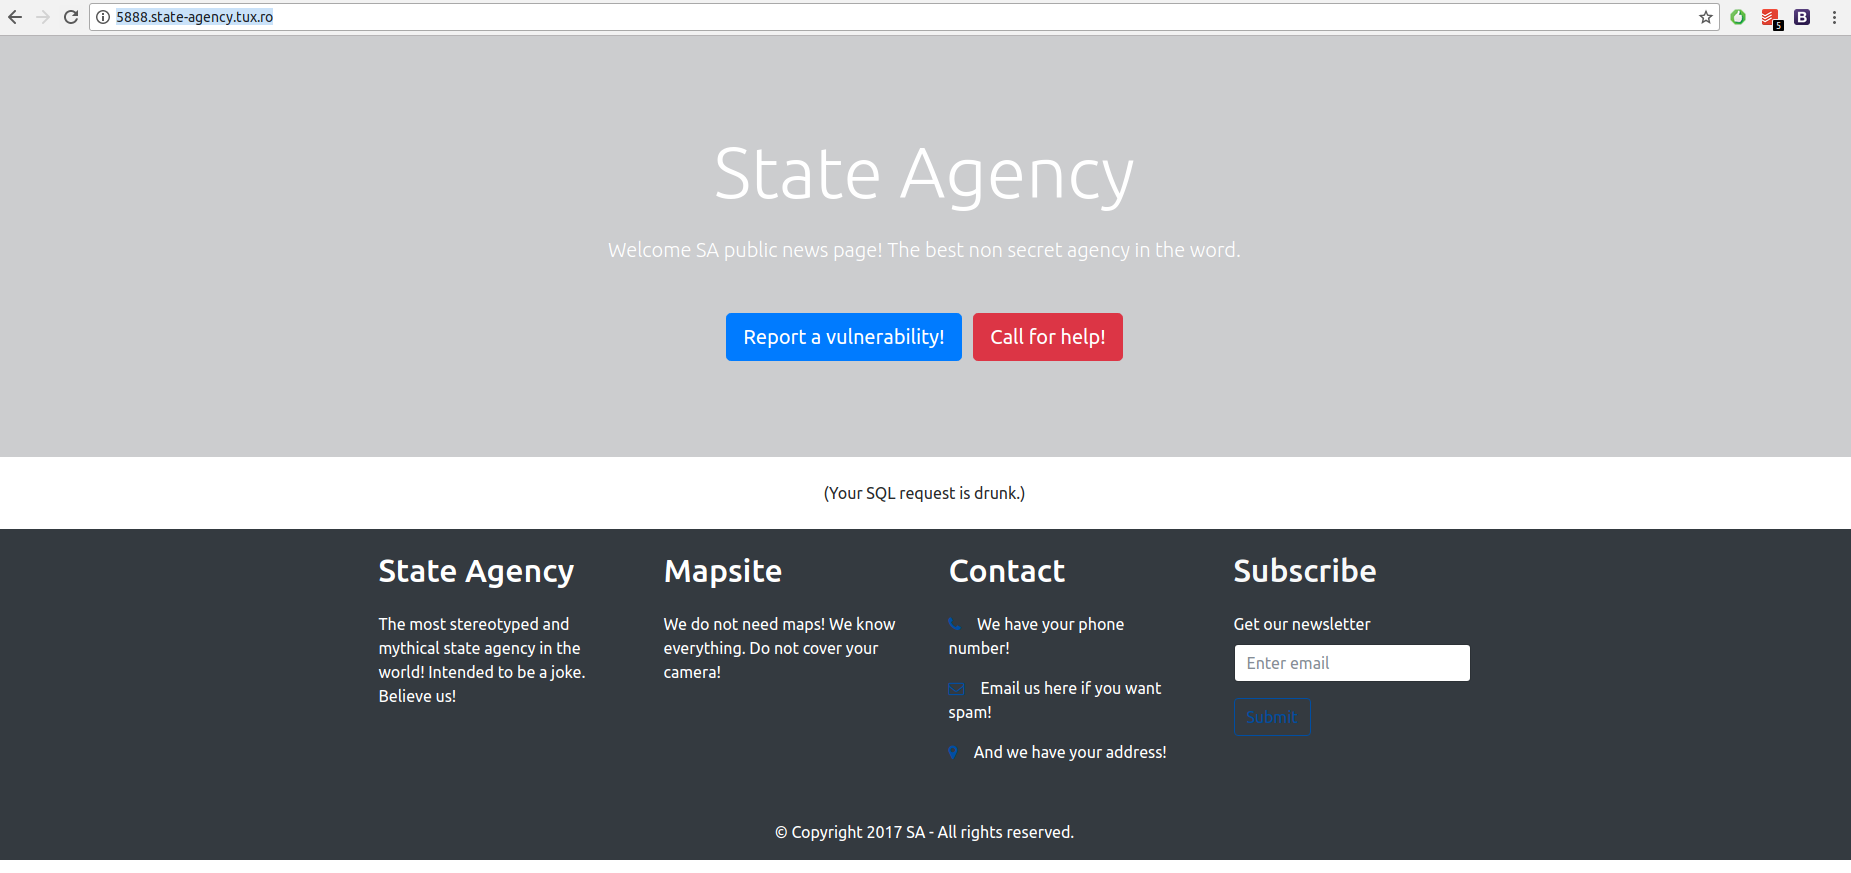 5888.state-agency.tux.ro
5
B
State Agency
Welcome SA public news page! The best non secret agency in the word.
Report a vulnerability!
Call for help!
(Your SQL request is drunk.)
State Agency
The most stereotyped and
mythical state agency in the
world! Intended to be a joke.
Believe us!
Mapsite
We do not need maps! We know
everything. Do not cover your
camera!
Contact
We have your phone
number!
Email us here if you want
spam!
And we have your address!
Subscribe
Get our newsletter
Enter email
Submit
© Copyright 2017 SA - All rights reserved.